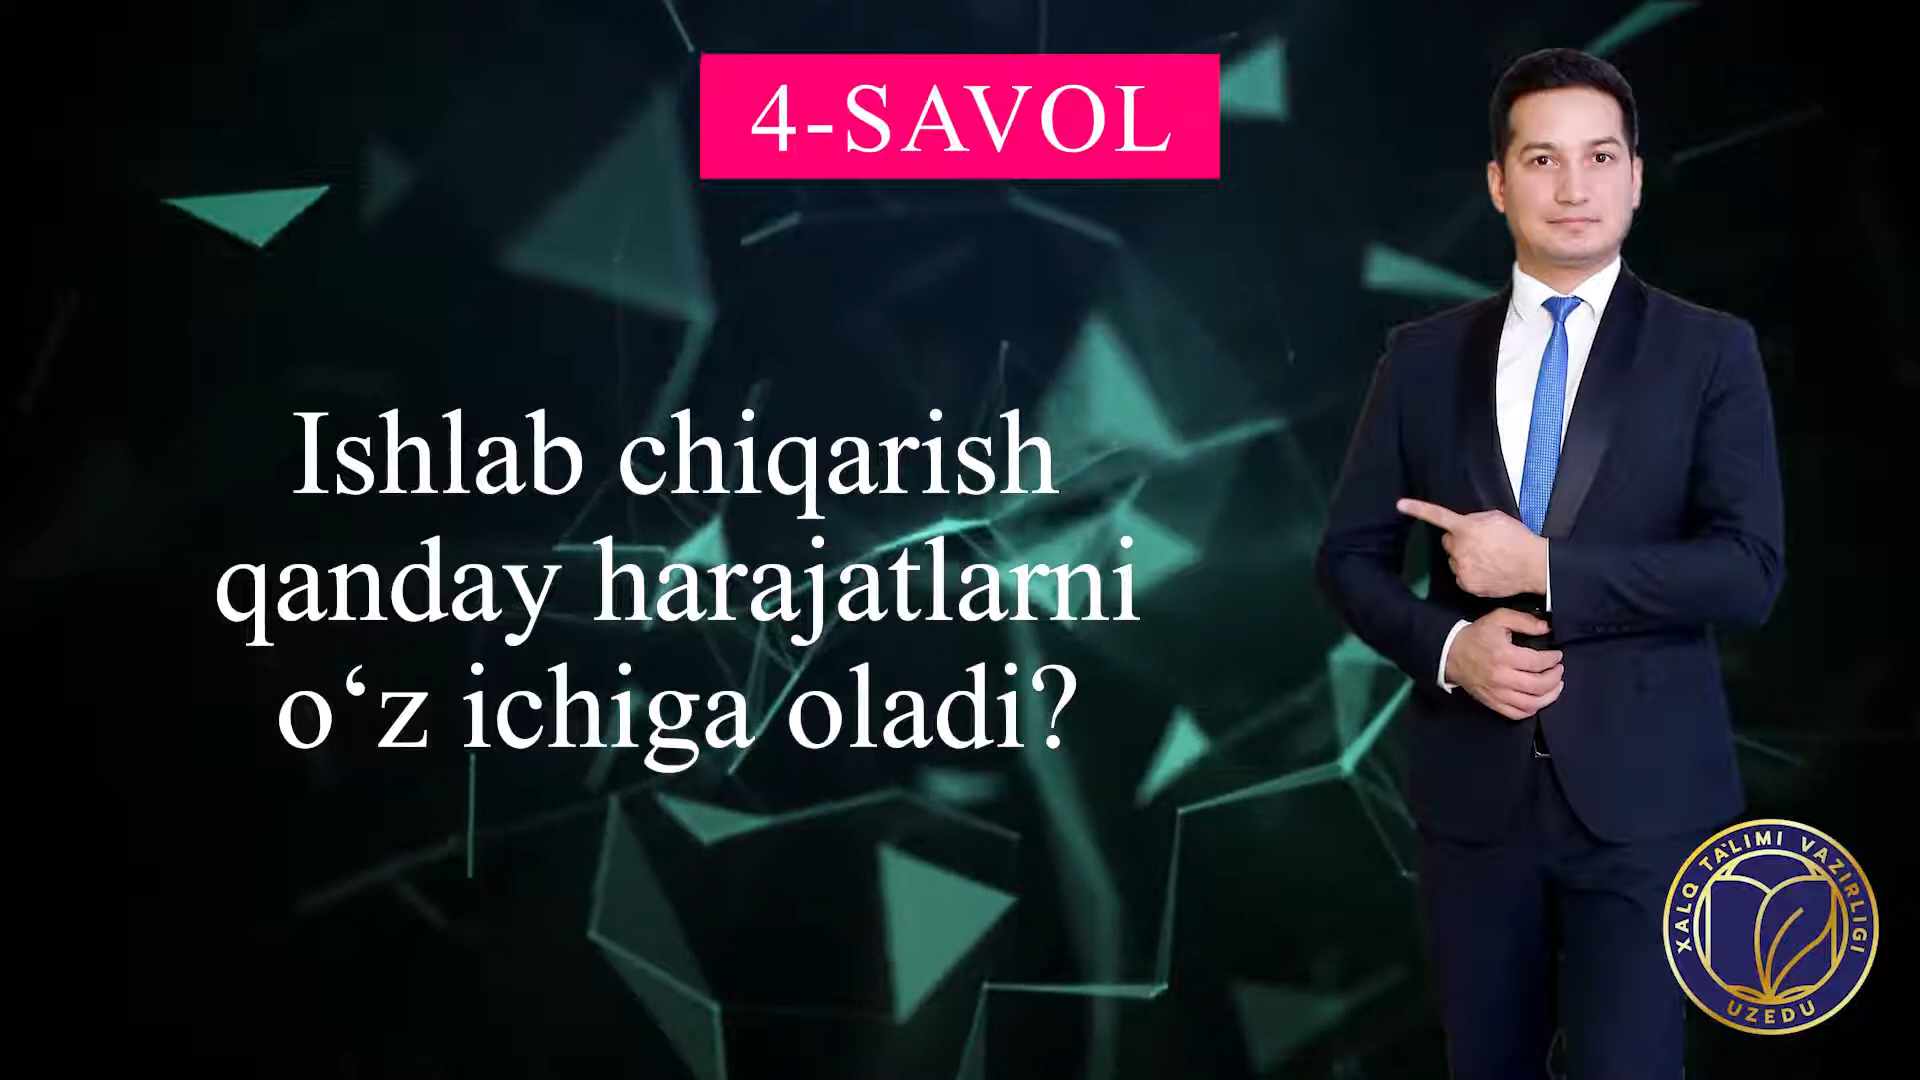 4-SAVOL
Ishlab chiqarish
qanday harajatlarni
o‘z ichiga oladi?
XALQ TA'LIMI VAZIRLIGI
UZEDU